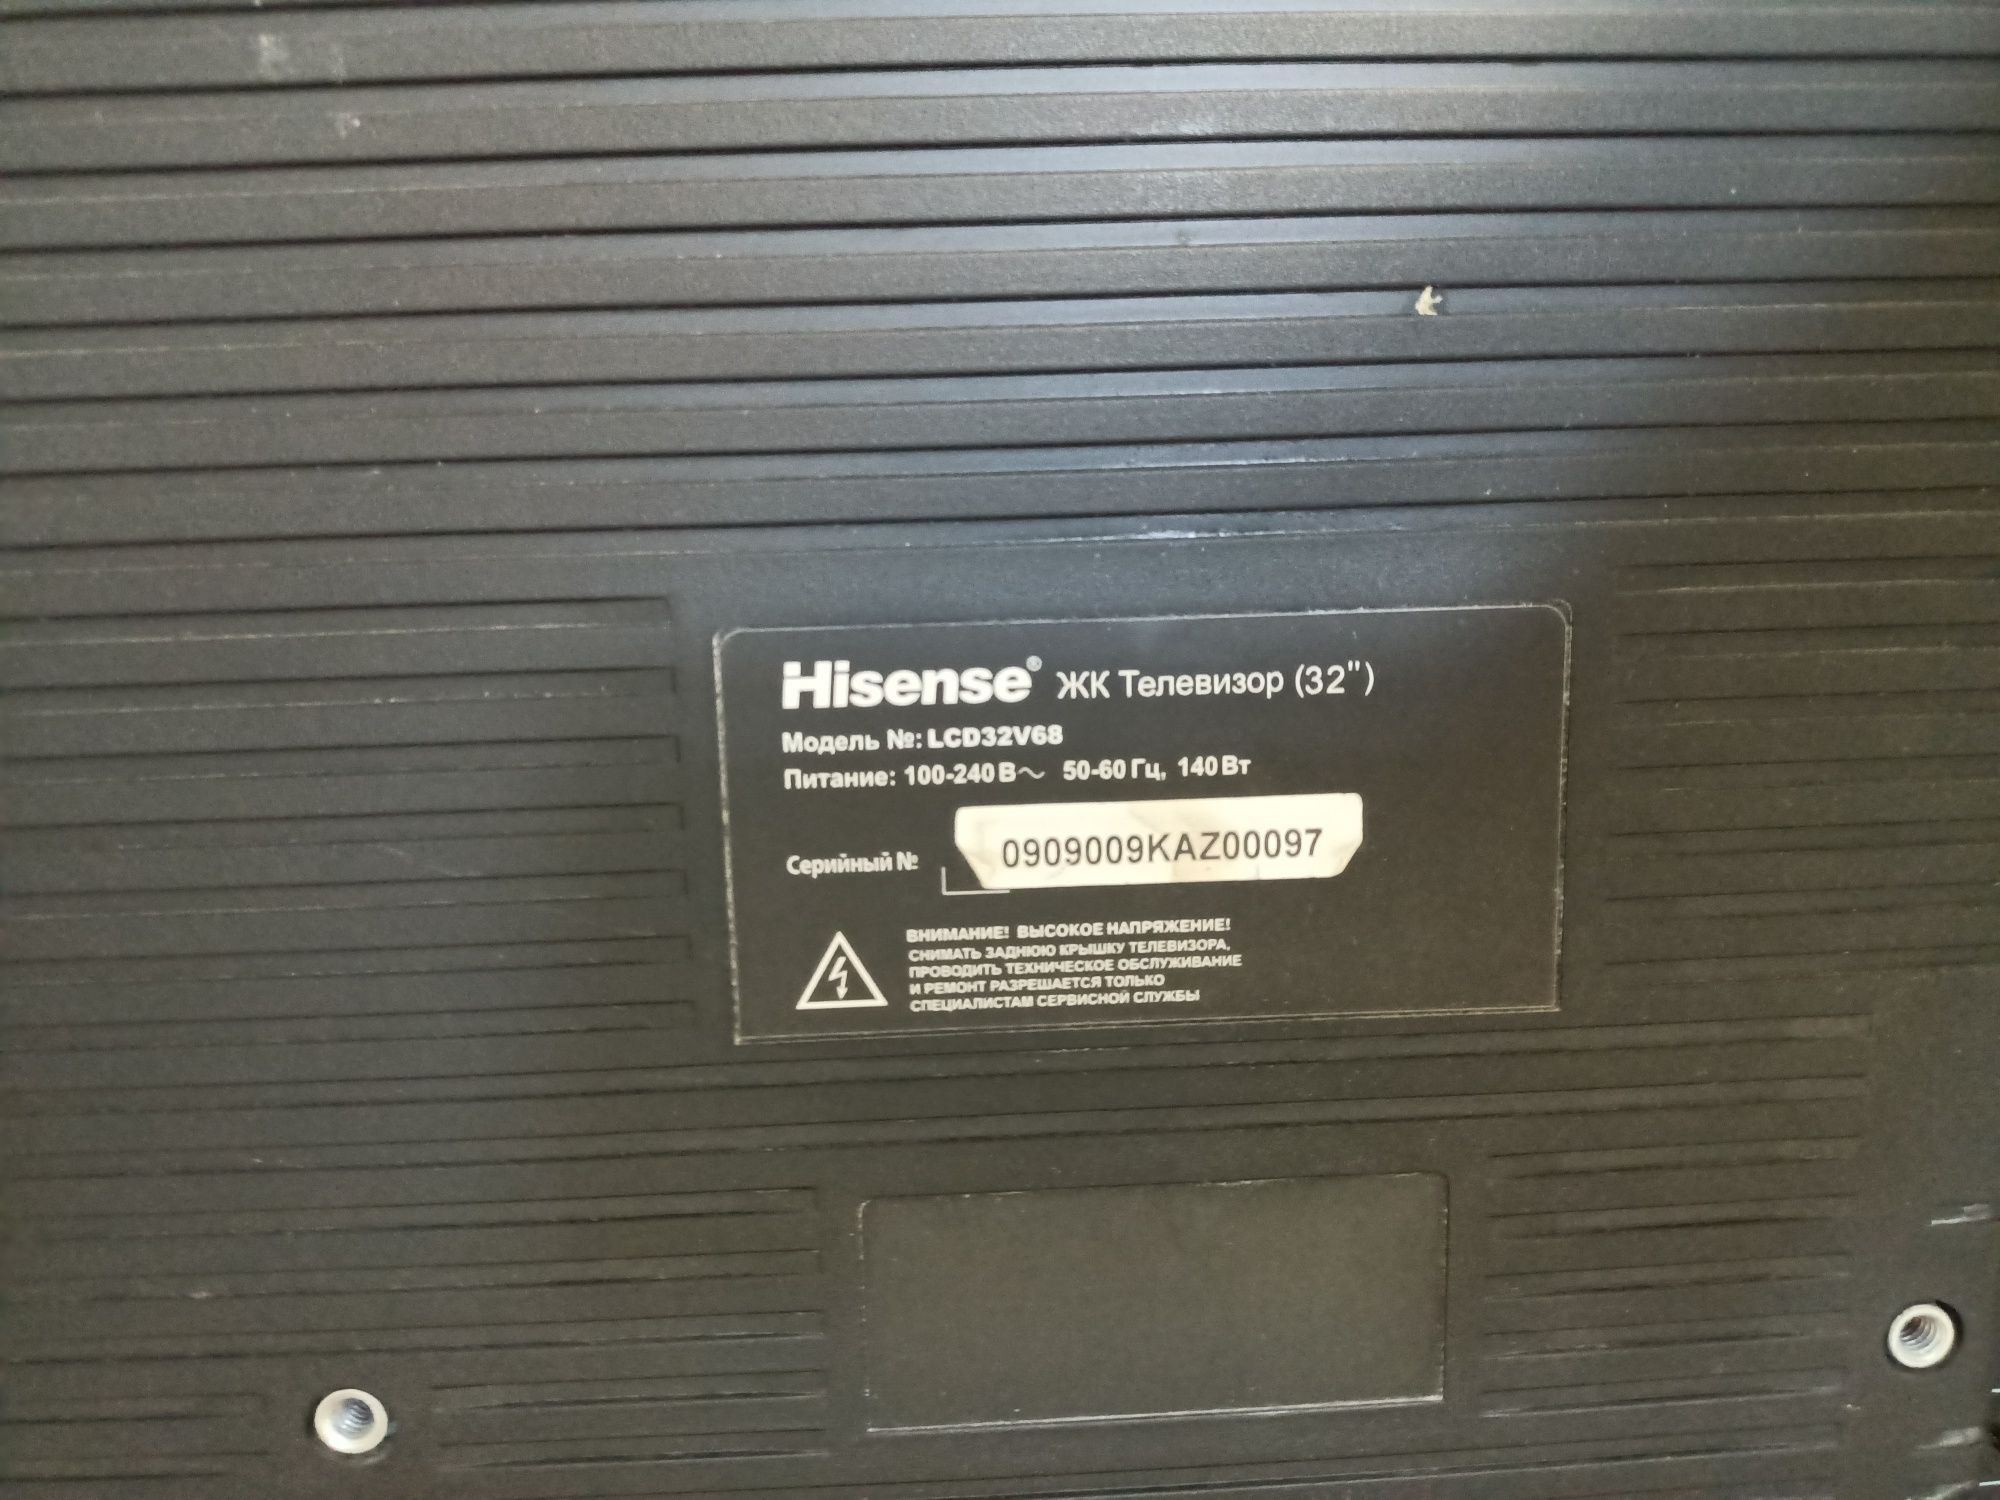 Hisense® ЖК Телевизор (32")
Модель №: LCD32V68
Питание: 100-240 В～ 50-60 Гц, 140 Вт
Серийный № 0909009KAZ00097
ВНИМАНИЕ! ВЫСОКОЕ НАПРЯЖЕНИЕ!
СНИМАТЬ ЗАДНЮЮ КРЫШКУ ТЕЛЕВИЗОРА,
ПРОВОДИТЬ ТЕХНИЧЕСКОЕ ОБСЛУЖИВАНИЕ
И РЕМОНТ РАЗРЕШАЕТСЯ ТОЛЬКО
СПЕЦИАЛИСТАМ СЕРВИСНОЙ СЛУЖБЫ